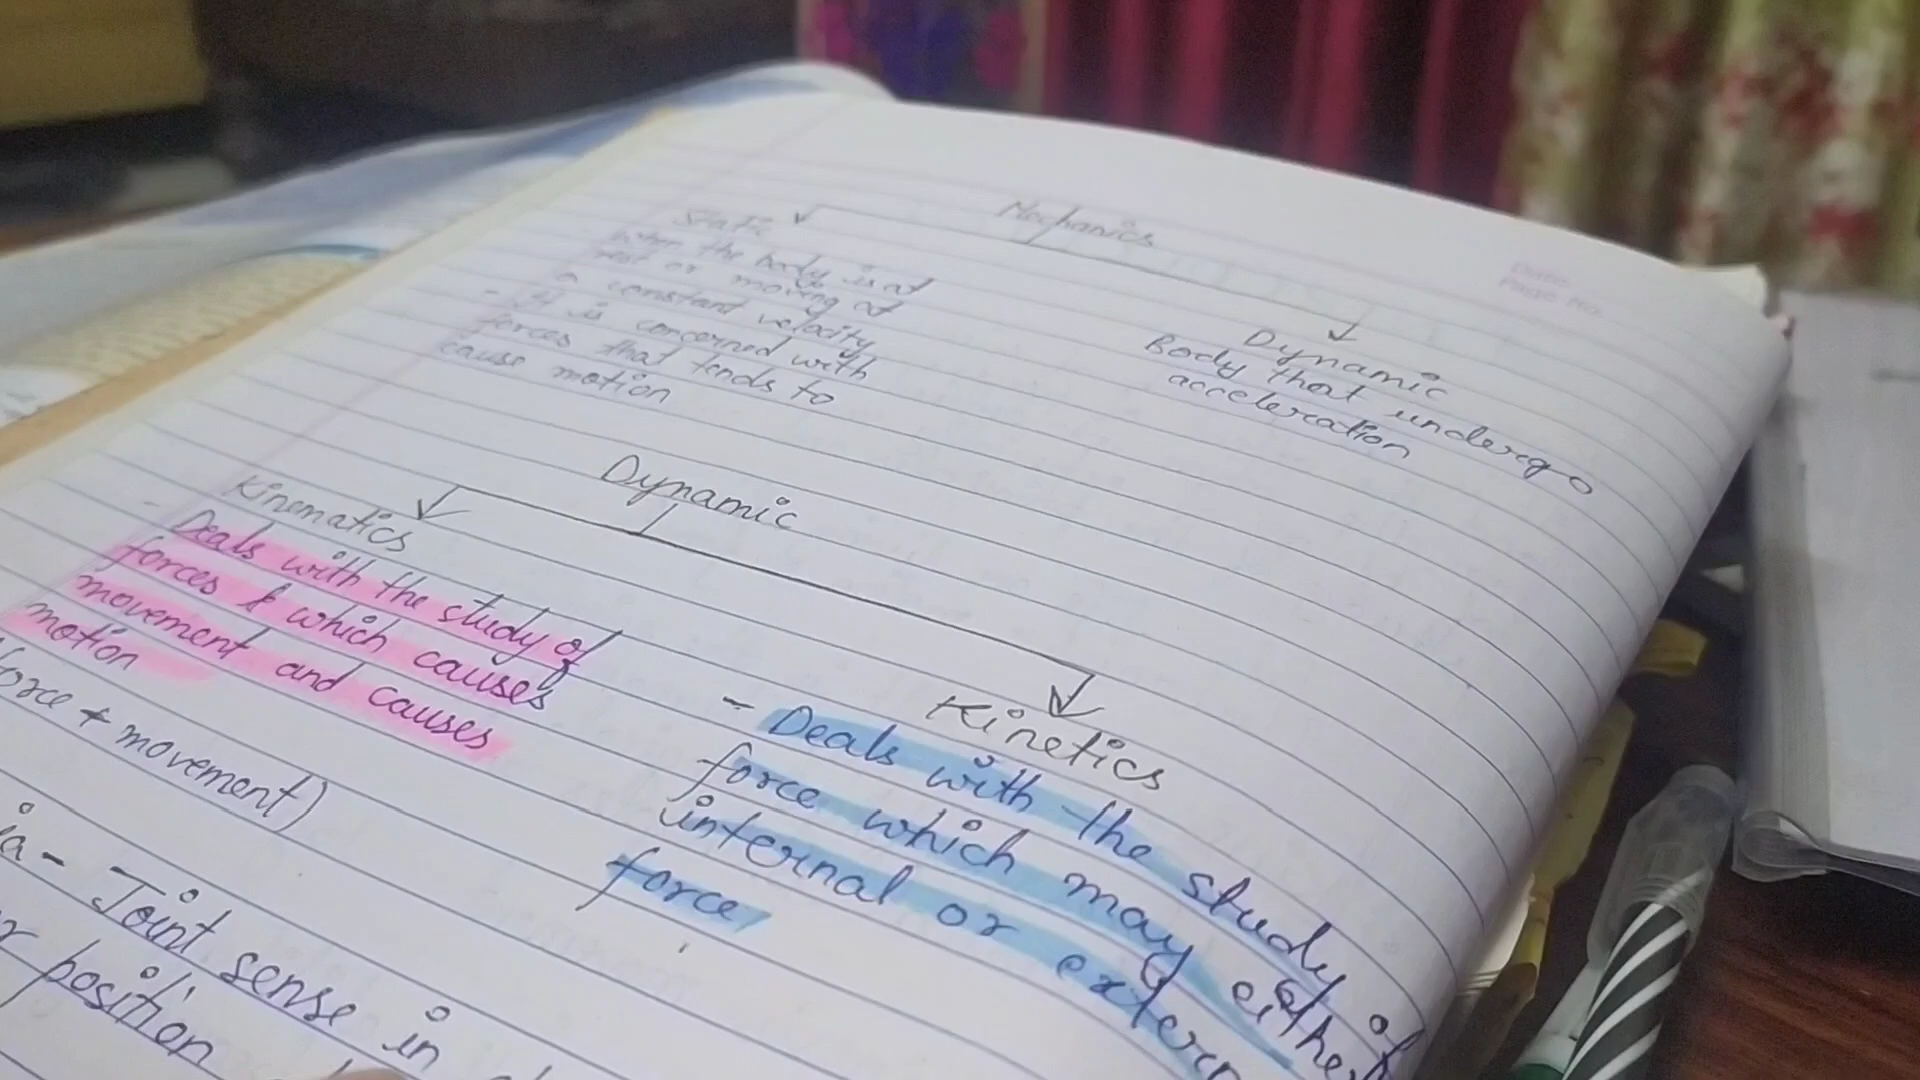 Mechanics
Date.
Page No.
Static
When the body is at
rest or moving at
a constant velocity
- It is concerned with
forces that tends to
cause motion
Dynamic
Body that undergo
acceleration
Dynamic
Kinematics
- Deals with the study of
forces & which causes
movement and causes
motion
force + movement)
Kinetics
- Deals with the study of
force which may either
internal or extern
force
ia - Joint sense in
position